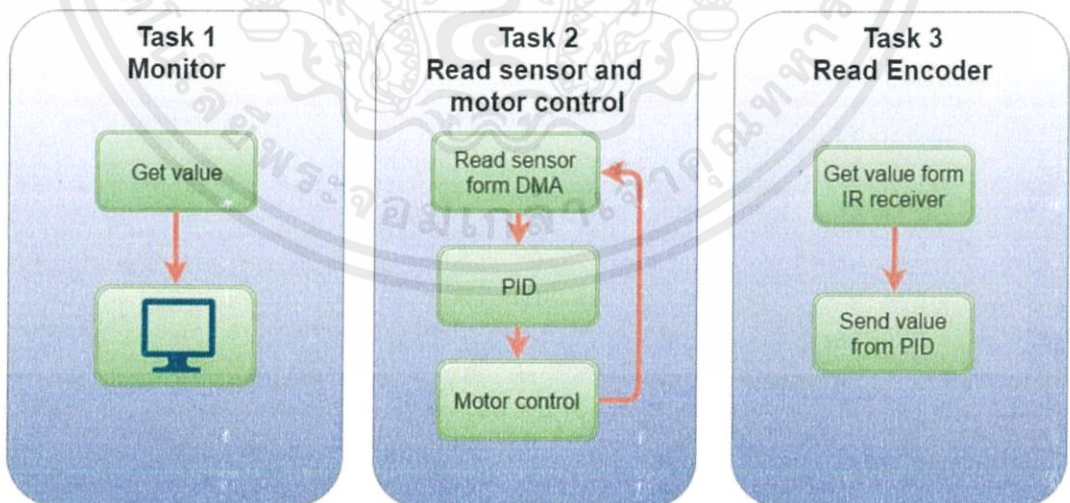 Task 1
Monitor
Get value
Task 2
Read sensor and
motor control
Read sensor
form DMA
PID
Motor control
Task 3
Read Encoder
Get value form
IR receiver
Send value
from PID